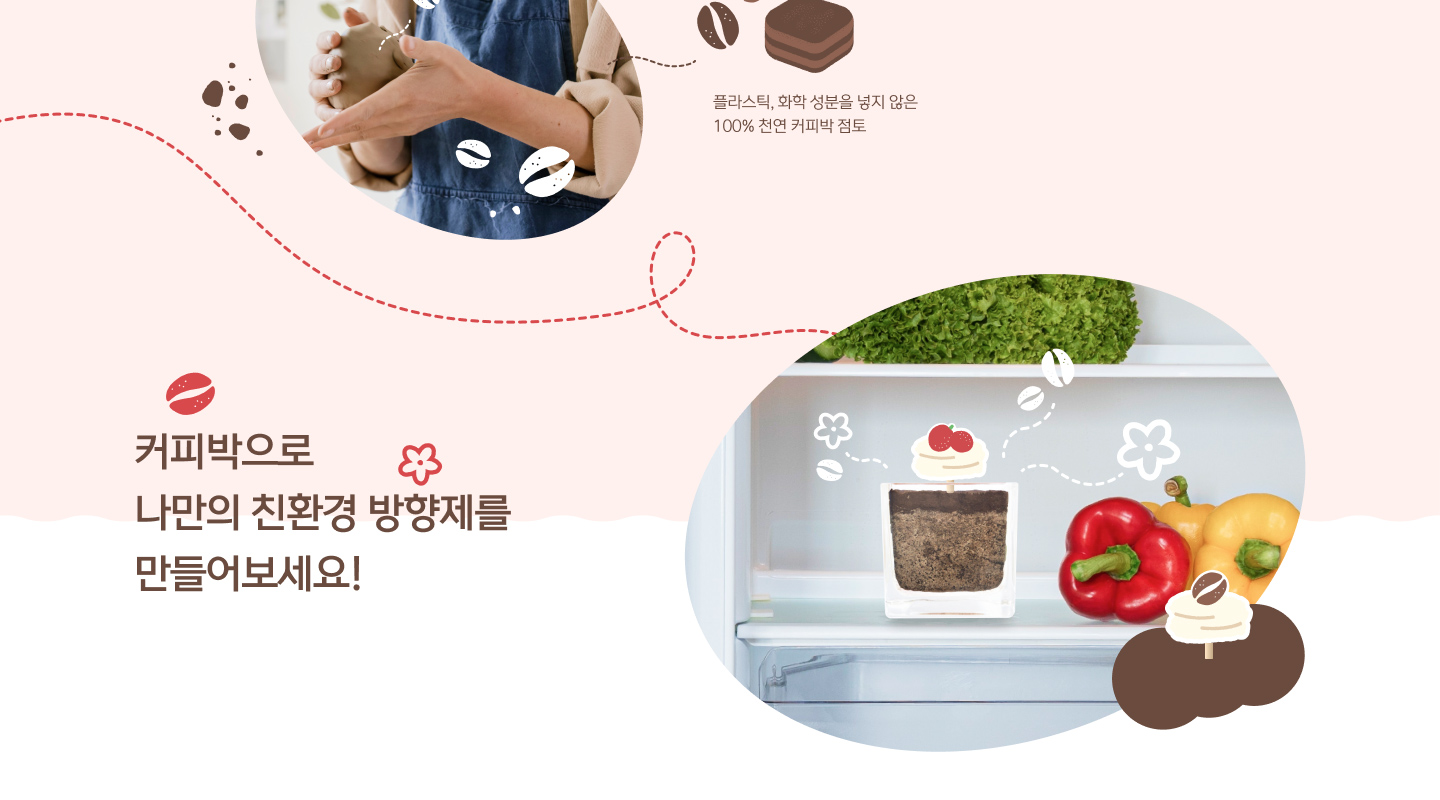 플라스틱, 화학 성분을 넣지 않은
100% 천연 커피박 점토
커피박으로
나만의 친환경 방향제를
만들어보세요!